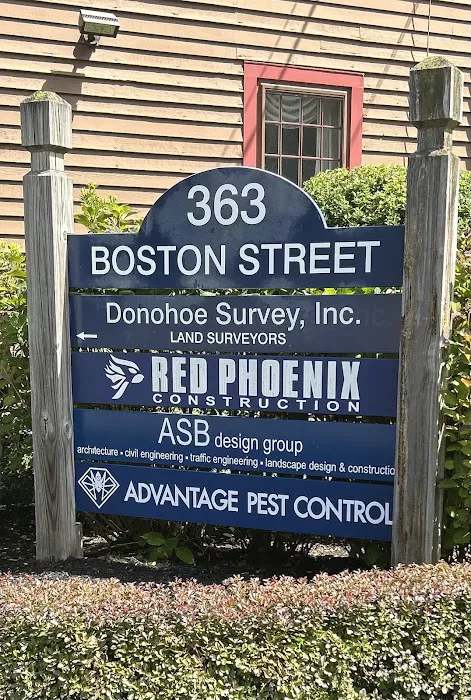 363
BOSTON STREET
Donohoe Survey, Inc.
LAND SURVEYORS
RED PHOENIX
CONSTRUCTION
ASB design group
architecture ▪ civil engineering ▪ traffic engineering ▪ landscape design & constructio
ADVANTAGE PEST CONTROL